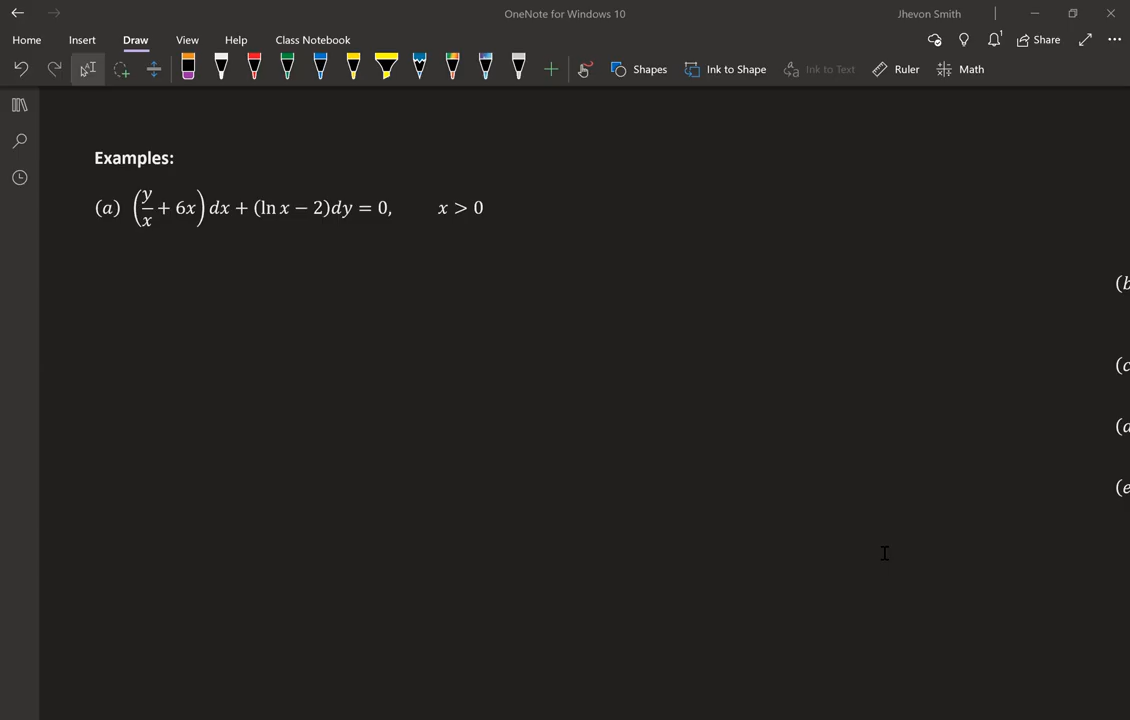 OneNote for Windows 10
Jhevon Smith
Home Insert Draw View Help Class Notebook
Share
Shapes Ink to Shape Ink to Text Ruler Math
Examples:
(a) (y/x + 6x) dx + (ln x − 2)dy = 0, x > 0
(b
(c
(d
(e